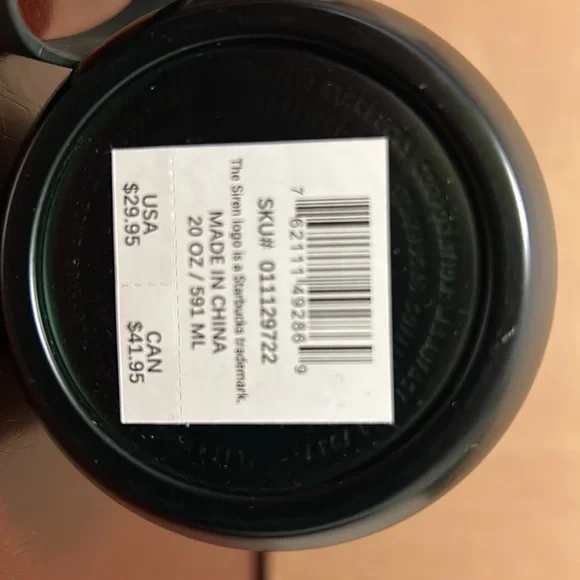 7 62111 49286 9
SKU# 011129722
The Siren logo is a Starbucks trademark.
MADE IN CHINA
20 OZ / 591 ML
USA
$29.95
CAN
$41.95